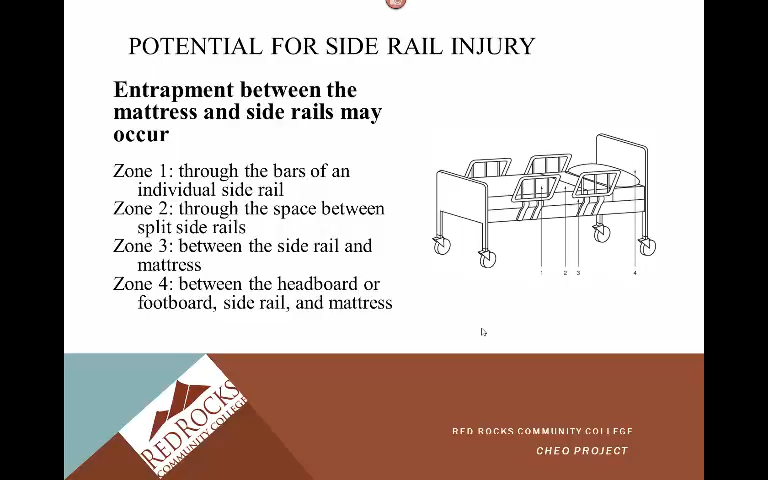 POTENTIAL FOR SIDE RAIL INJURY
Entrapment between the
mattress and side rails may
occur
Zone 1: through the bars of an
individual side rail
Zone 2: through the space between
split side rails
Zone 3: between the side rail and
mattress
Zone 4: between the headboard or
footboard, side rail, and mattress
1 2 3 4
RED ROCKS
COMMUNITY COLLEGE
RED ROCKS COMMUNITY COLLEGE
CHEO PROJECT